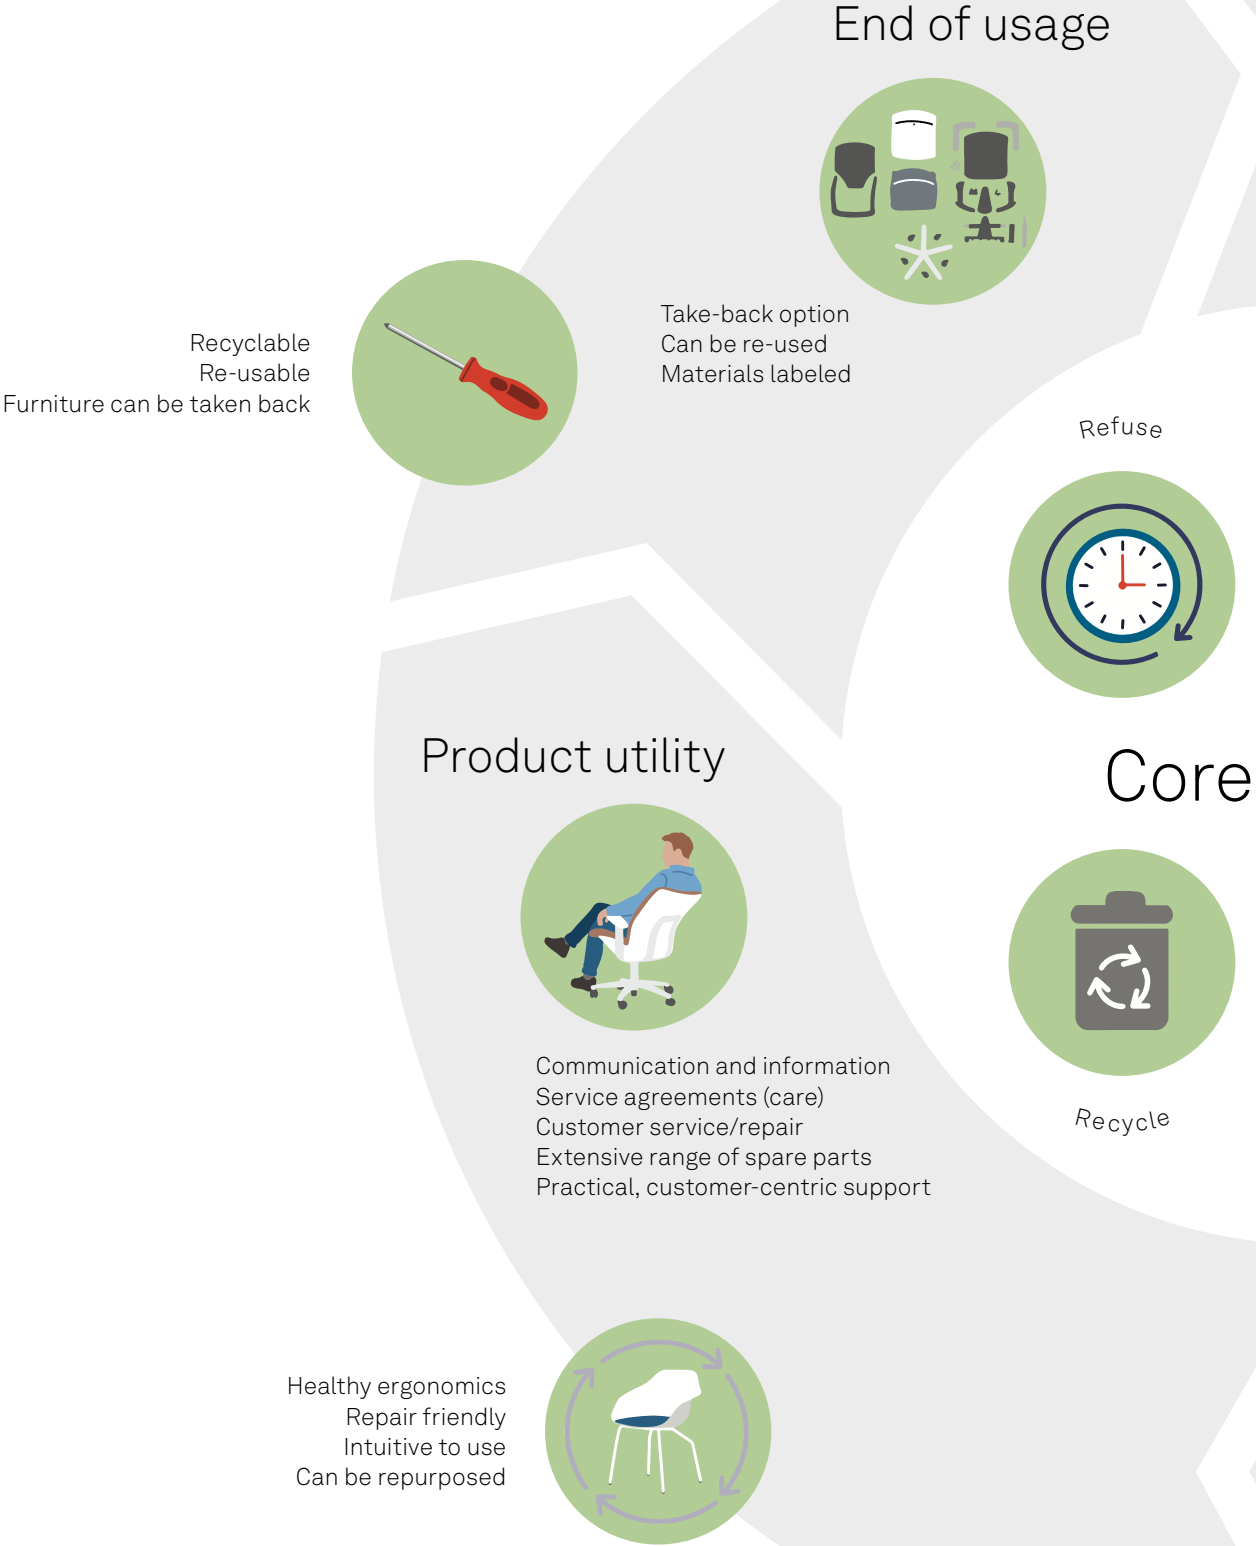 End of usage
Take-back option
Can be re-used
Materials labeled
Recyclable
Re-usable
Furniture can be taken back
Refuse
Core
Recycle
Product utility
Communication and information
Service agreements (care)
Customer service/repair
Extensive range of spare parts
Practical, customer-centric support
Healthy ergonomics
Repair friendly
Intuitive to use
Can be repurposed